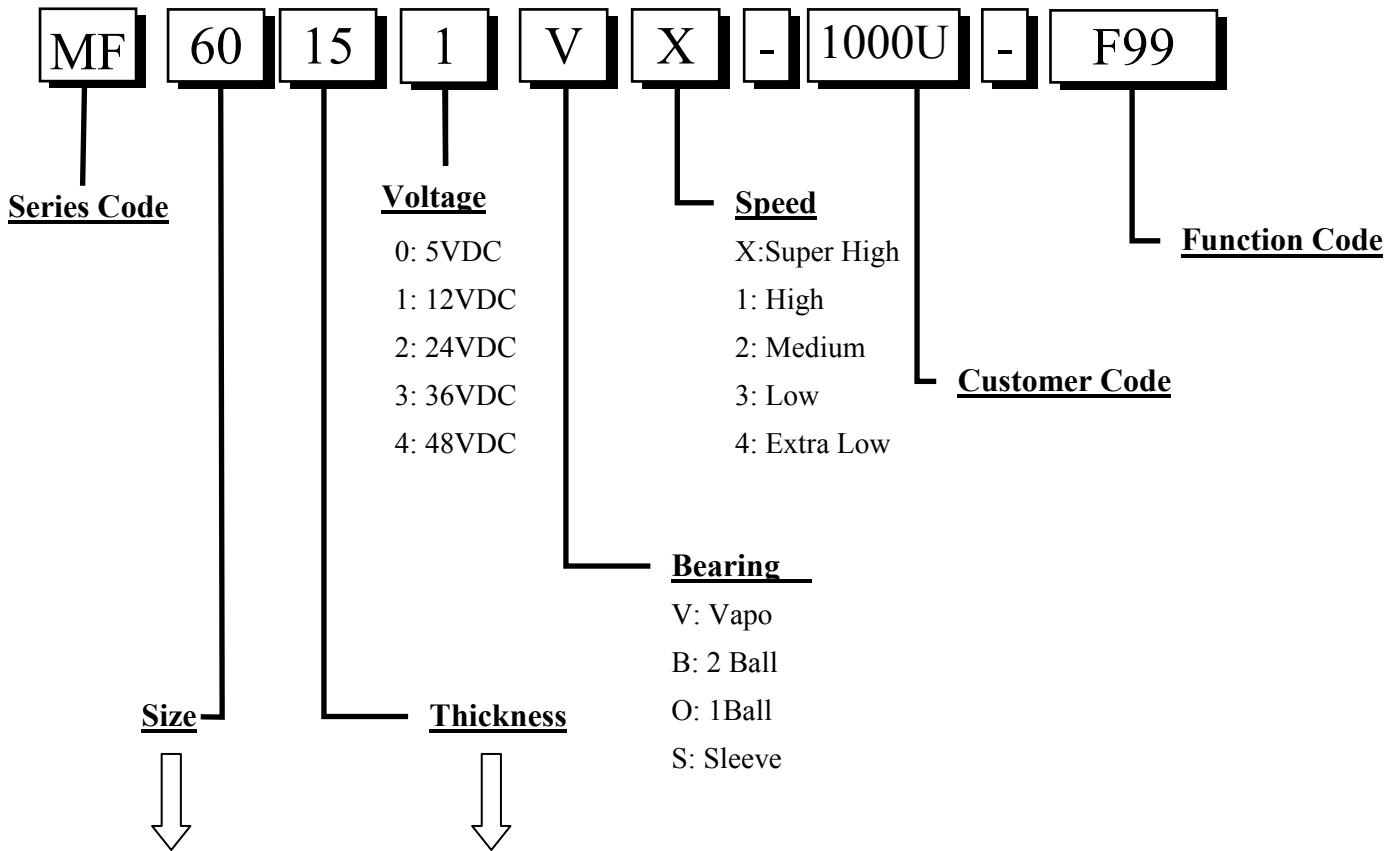 MF 60 15 1 V X - 1000U - F99
Series Code
Voltage
0: 5VDC
1: 12VDC
2: 24VDC
3: 36VDC
4: 48VDC
Speed
X:Super High
1: High
2: Medium
3: Low
4: Extra Low
Function Code
Customer Code
Bearing
V: Vapo
B: 2 Ball
O: 1Ball
S: Sleeve
Size
Thickness